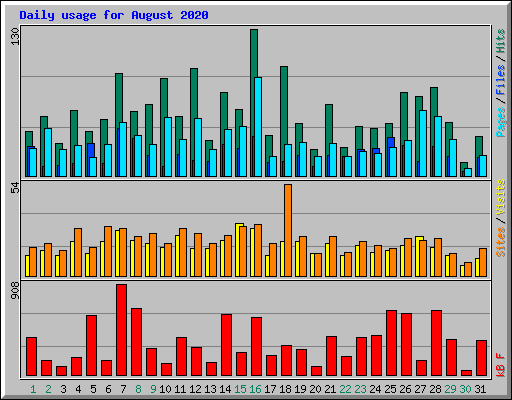 Daily usage for August 2020
130
54
908
Pages / Files / Hits
Sites / Visits
kB F
1 2 3 4 5 6 7 8 9 10 11 12 13 14 15 16 17 18 19 20 21 22 23 24 25 26 27 28 29 30 31